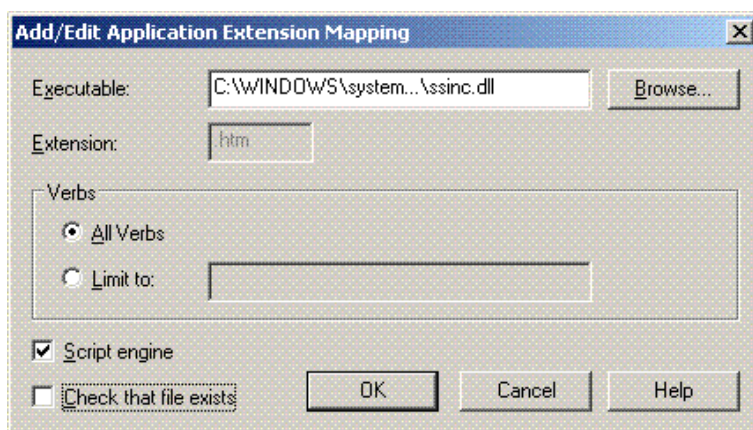 Add/Edit Application Extension Mapping
Executable: C:\WINDOWS\system...\ssinc.dll Browse...
Extension: .htm
Verbs
All Verbs
Limit to:
Script engine
Check that file exists OK Cancel Help